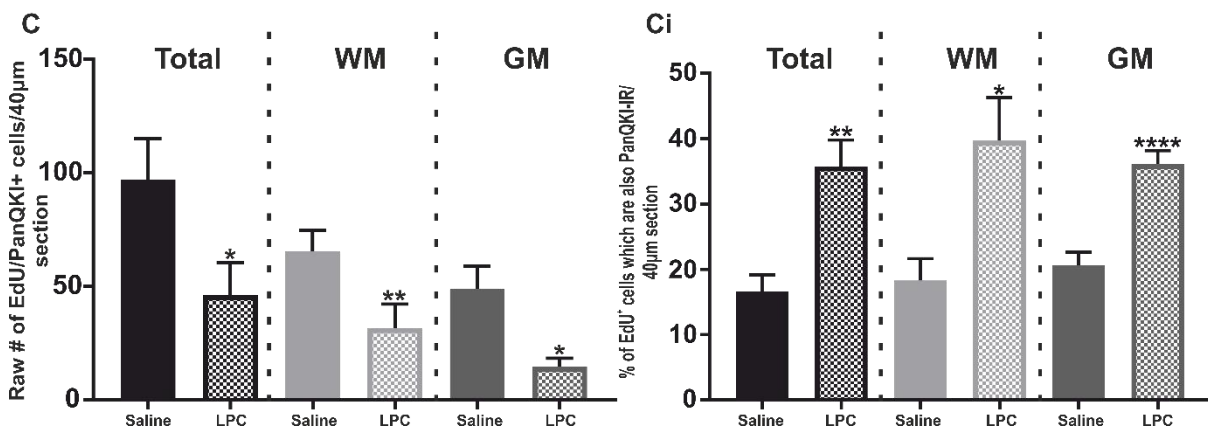 C
Total WM GM
Raw # of EdU/PanQKI+ cells/40μm
section
150
100
50
0
*
**
*
Saline LPC Saline LPC Saline LPC
Ci
Total WM GM
% of EdU+ cells which are also PanQKI-IR/
40μm section
50
40
30
20
10
0
**
*
****
Saline LPC Saline LPC Saline LPC